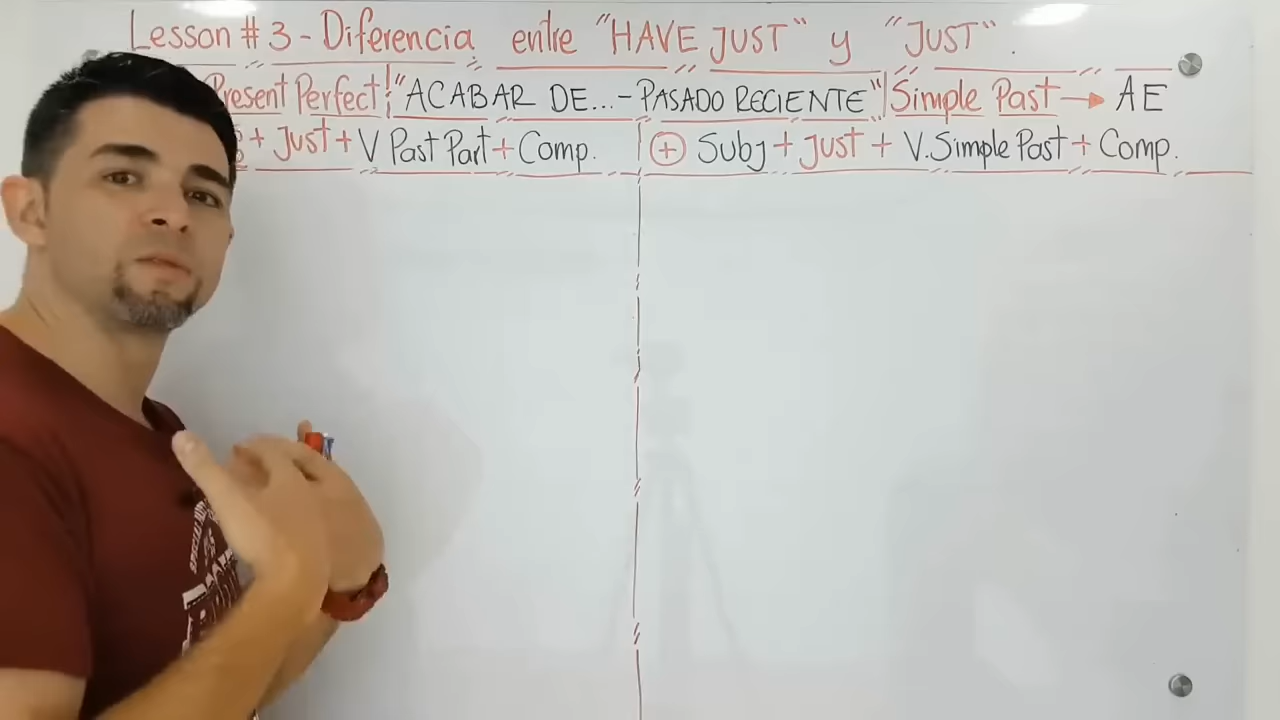 Lesson # 3 - Diferencia entre "HAVE JUST" y "JUST".
Present Perfect: "ACABAR DE...- PASADO RECIENTE" Simple Past → AE
+ Just + V Past Part + Comp. + Subj + Just + V.Simple Past + Comp.